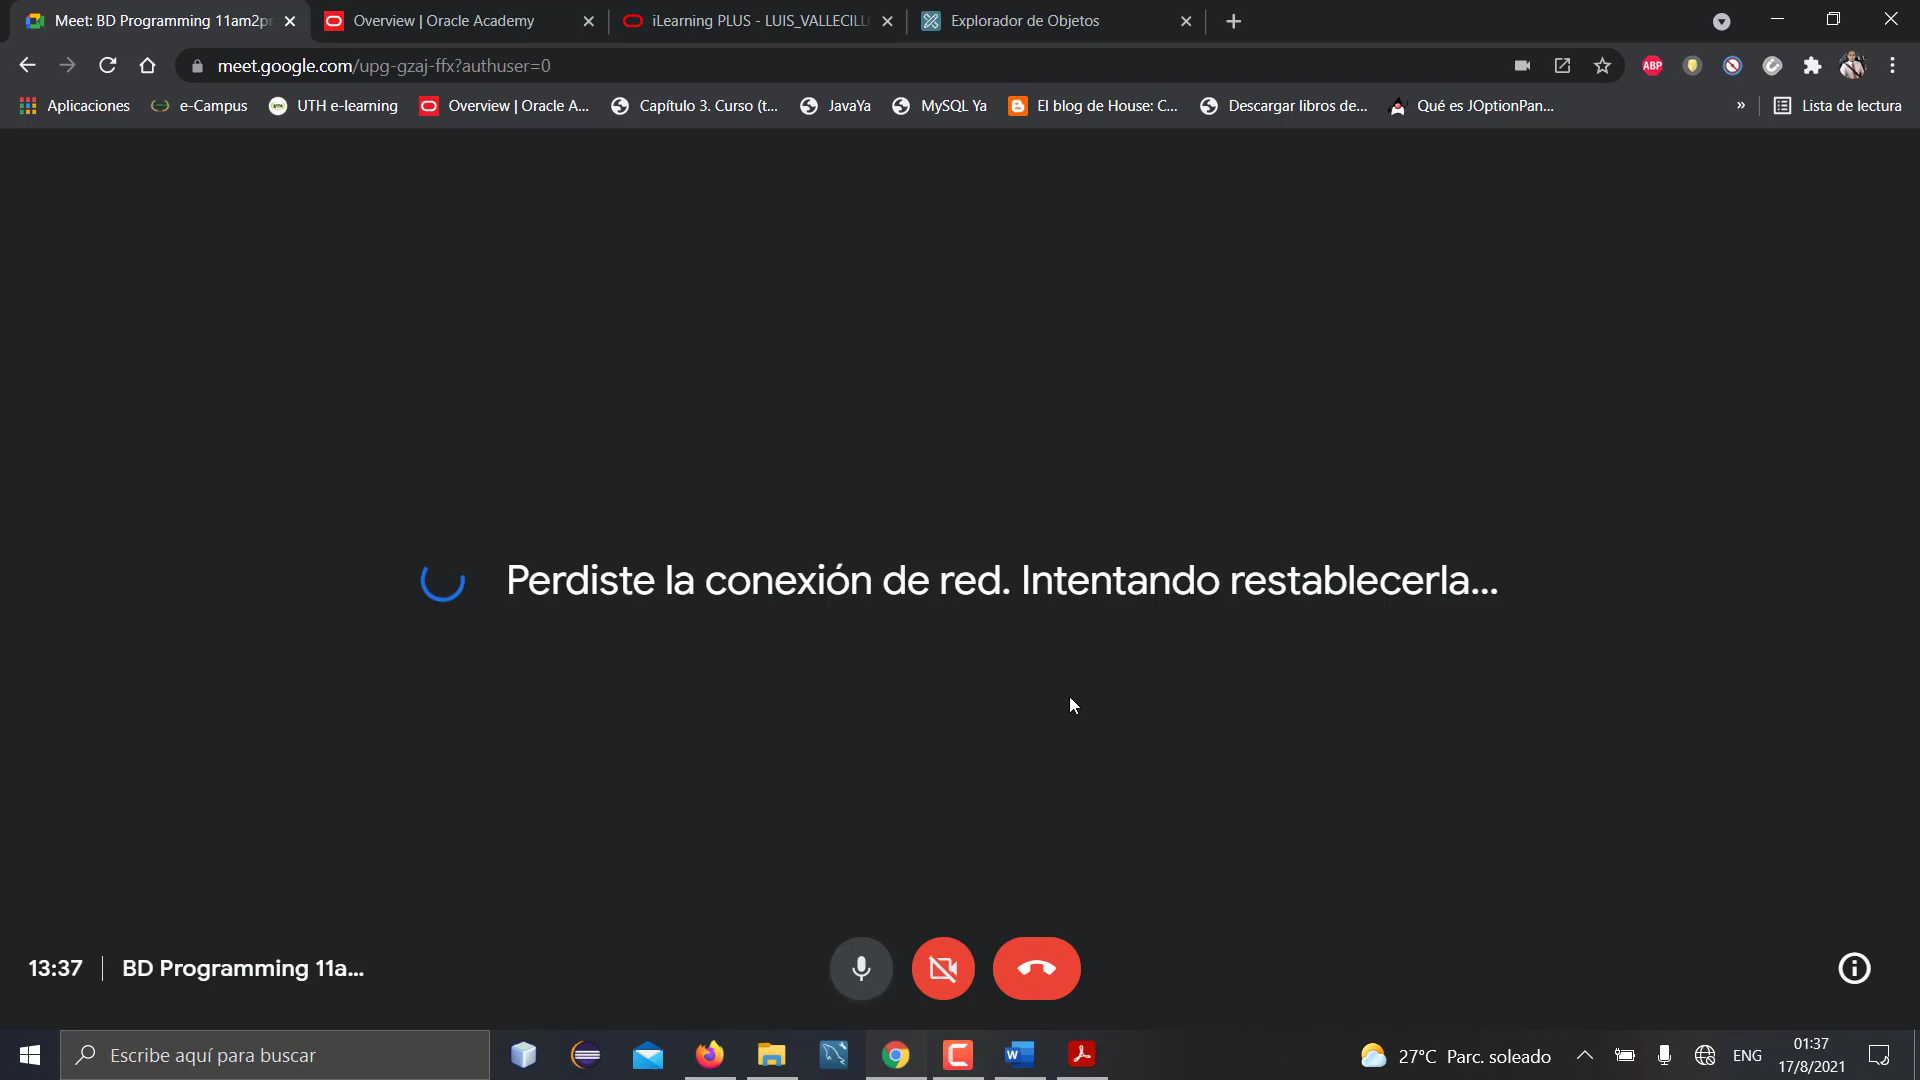 Meet: BD Programming 11am2p
Overview | Oracle Academy
iLearning PLUS - LUIS_VALLECILL
Explorador de Objetos
meet.google.com/upg-gzaj-ffx?authuser=0
ABP
Aplicaciones
e-Campus
UTH e-learning
Overview | Oracle A...
Capítulo 3. Curso (t...
JavaYa
MySQL Ya
El blog de House: C...
Descargar libros de...
Qué es JOptionPan...
»
Lista de lectura
Perdiste la conexión de red. Intentando restablecerla...
13:37
BD Programming 11a...
Escribe aquí para buscar
27°C Parc. soleado
ENG
01:37
17/8/2021